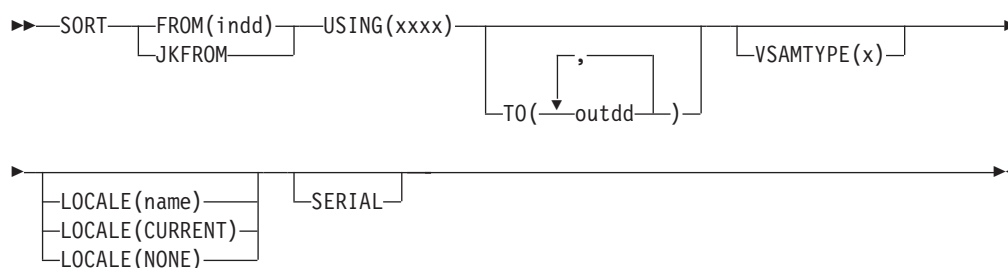 SORT FROM(indd) USING(xxxx)
JKFROM
,
TO( outdd )
VSAMTYPE(x)
LOCALE(name)
LOCALE(CURRENT)
LOCALE(NONE)
SERIAL